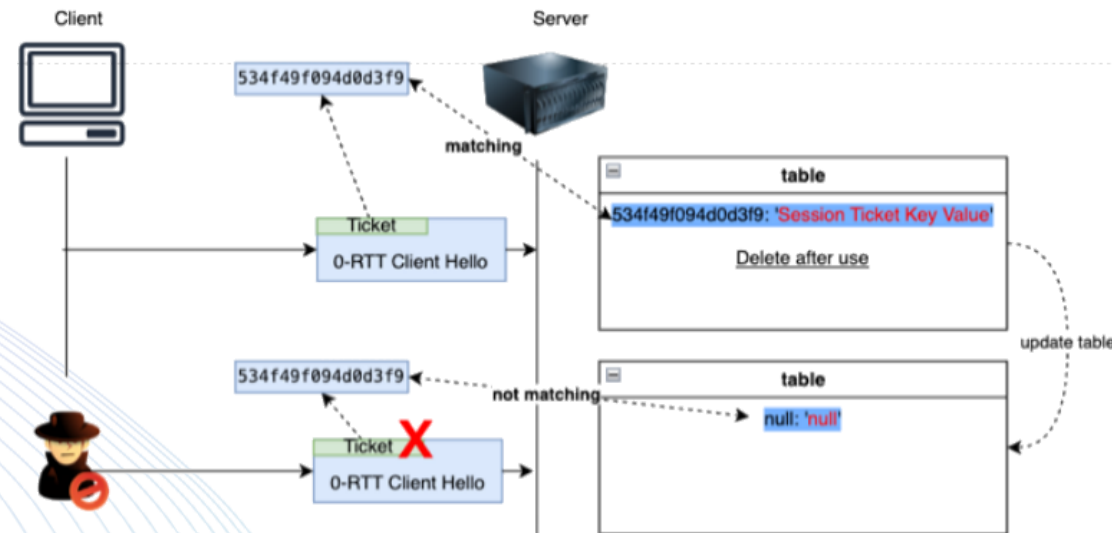 Client
Server
534f49f094d0d3f9
matching
table
534f49f094d0d3f9: 'Session Ticket Key Value'
Delete after use
Ticket
0-RTT Client Hello
update table
534f49f094d0d3f9
not matching
table
null: 'null'
Ticket X
0-RTT Client Hello